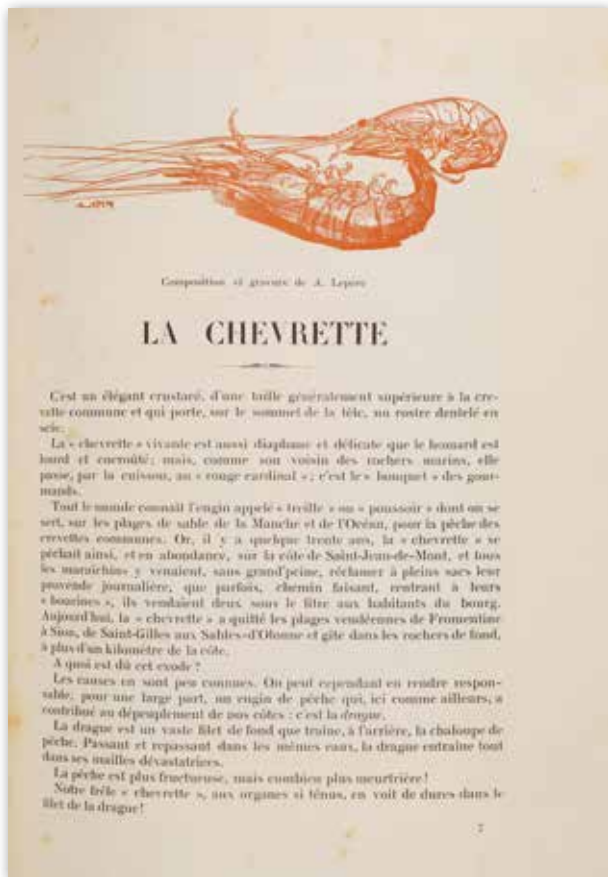 Composition et gravure de A. Lepère
LA CHEVRETTE
C'est un élégant crustacé, d'une taille généralement supérieure à la cre-
vette commune et qui porte, sur le sommet de la tête, un rostre dentelé en
scie.
La « chevrette » vivante est aussi diaphane et délicate que le homard est
lourd et encroûté; mais, comme son voisin des rochers marins, elle
passe, par la cuisson, au « rouge cardinal »; c'est le « bouquet » des gour-
mands.
Tout le monde connaît l'engin appelé « treille » ou « poussoir » dont on se
sert, sur les plages de sable de la Manche et de l'Océan, pour la pêche des
crevettes communes. Or, il y a quelque trente ans, la « chevrette » se
pêchait ainsi, et en abondance, sur la côte de Saint-Jean-de-Mont, et tous
les maraîchins y venaient, sans grand'peine, réclamer à pleins sacs leur
provende journalière, que parfois, chemin faisant, rentrant à leurs
« bourines », ils vendaient deux sous le litre aux habitants du bourg.
Aujourd'hui, la « chevrette » a quitté les plages vendéennes de Fromentine
à Sion, de Saint-Gilles aux Sables-d'Olonne et gîte dans les rochers de fond,
à plus d'un kilomètre de la côte.
A quoi est dû cet exode ?
Les causes en sont peu connues. On peut cependant en rendre respon-
sable, pour une large part, un engin de pêche qui, ici comme ailleurs, a
contribué au dépeuplement de nos côtes : c'est la drague.
La drague est un vaste filet de fond que traîne, à l'arrière, la chaloupe de
pêche. Passant et repassant dans les mêmes eaux, la drague entraîne tout
dans ses mailles dévastatrices.
La pêche est plus fructueuse, mais combien plus meurtrière !
Notre frêle « chevrette », aux organes si ténus, en voit de dures dans le
filet de la drague !
7